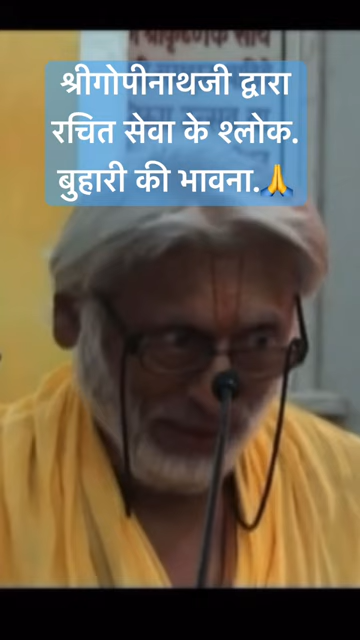 श्रीगोपीनाथजी द्वारा
रचित सेवा के श्लोक.
बुहारी की भावना.🙏